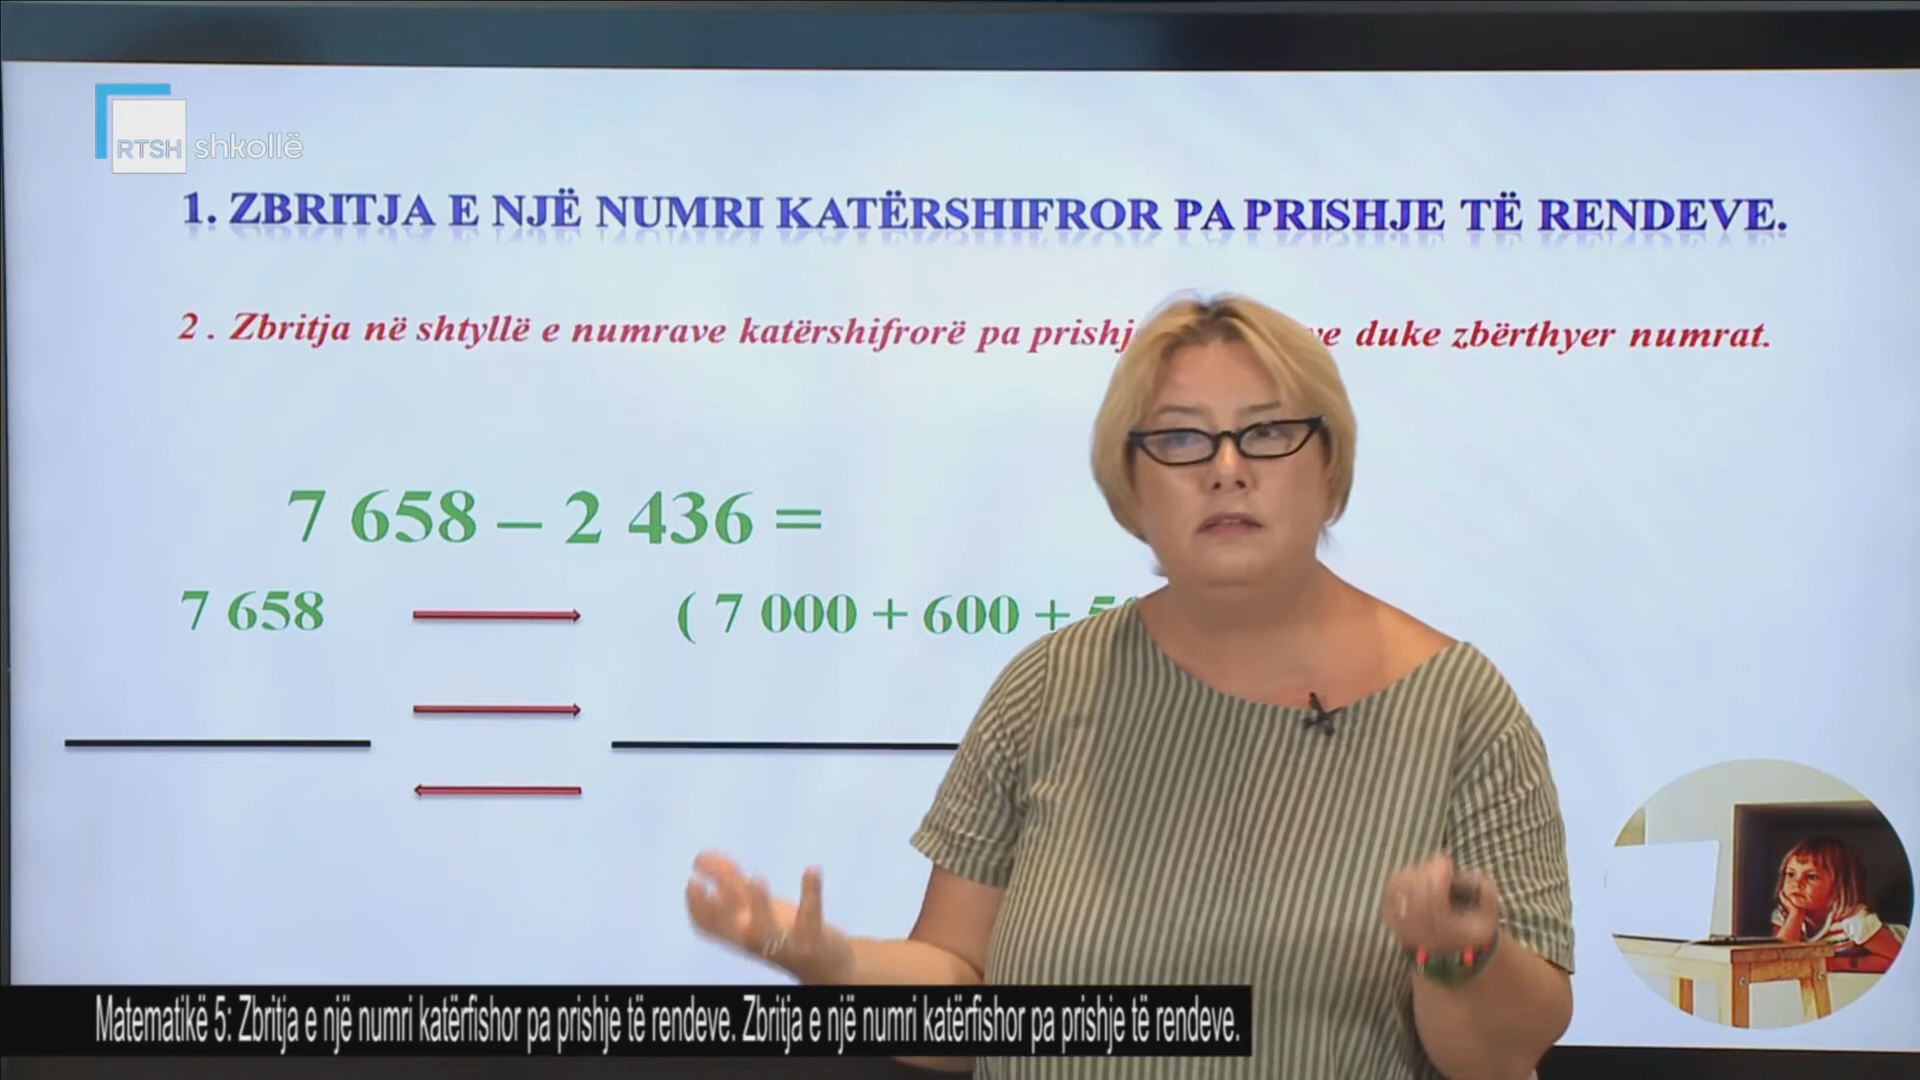 RTSH shkollë
1. ZBRITJA E NJË NUMRI KATËRSHIFROR PA PRISHJE TË RENDEVE.
2 . Zbritja në shtyllë e numrave katërshifrorë pa duke zbërthyer numrat.
7 658 – 2 436 =
7 658 ( 7 000 + 600 +
Matematikë 5: Zbritja e një numri katërfishor pa prishje të rendeve. Zbritja e një numri katërfishor pa prishje të rendeve.